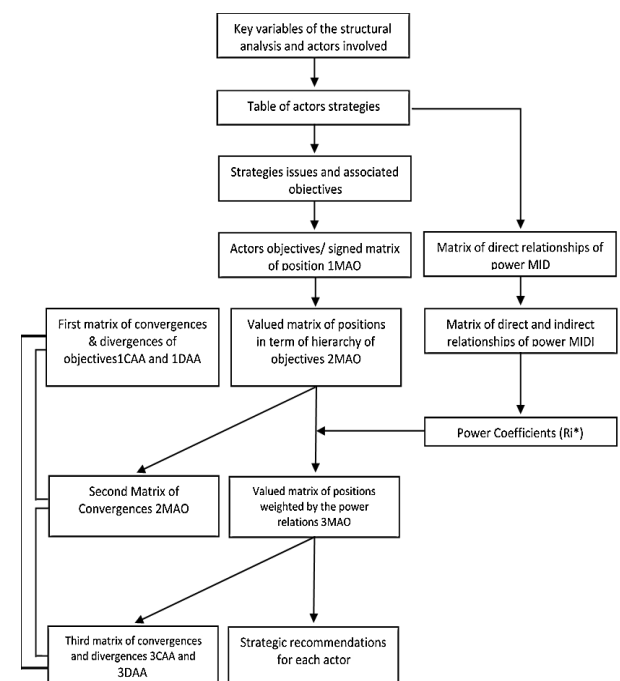 Key variables of the structural
analysis and actors involved
Table of actors strategies
Strategies issues and associated
objectives
Actors objectives/ signed matrix
of position 1MAO
Matrix of direct relationships of
power MID
First matrix of convergences
& divergences of
objectives1CAA and 1DAA
Valued matrix of positions
in term of hierarchy of
objectives 2MAO
Matrix of direct and indirect
relationships of power MIDI
Power Coefficients (Ri*)
Second Matrix of
Convergences 2MAO
Valued matrix of positions
weighted by the power
relations 3MAO
Third matrix of convergences
and divergences 3CAA and
3DAA
Strategic recommendations
for each actor